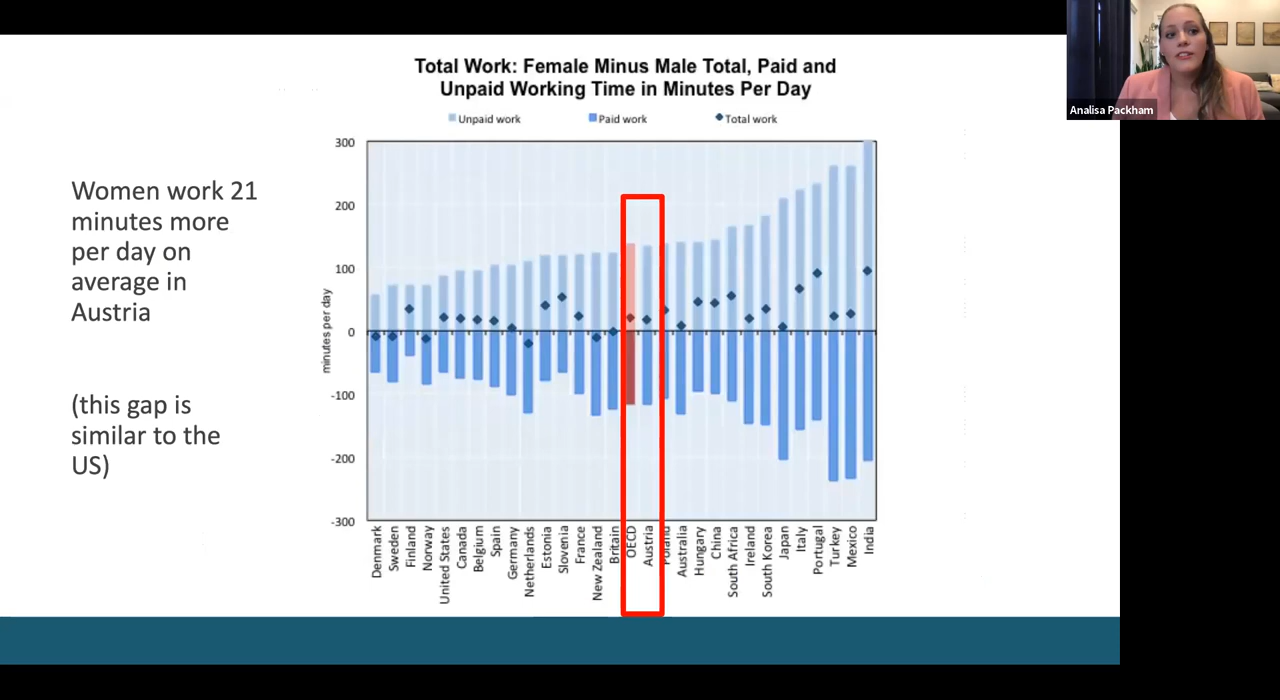 Analisa Packham
Total Work: Female Minus Male Total, Paid and
Unpaid Working Time in Minutes Per Day
Unpaid work
Paid work
Total work
Women work 21
minutes more
per day on
average in
Austria
(this gap is
similar to the
US)
minutes per day
300
200
100
0
-100
-200
-300
Denmark
Sweden
Finland
Norway
United States
Canada
Belgium
Spain
Germany
Netherlands
Estonia
Slovenia
France
New Zealand
Britain
OECD
Austria
Poland
Australia
Hungary
China
South Africa
Ireland
South Korea
Japan
Italy
Portugal
Turkey
Mexico
India